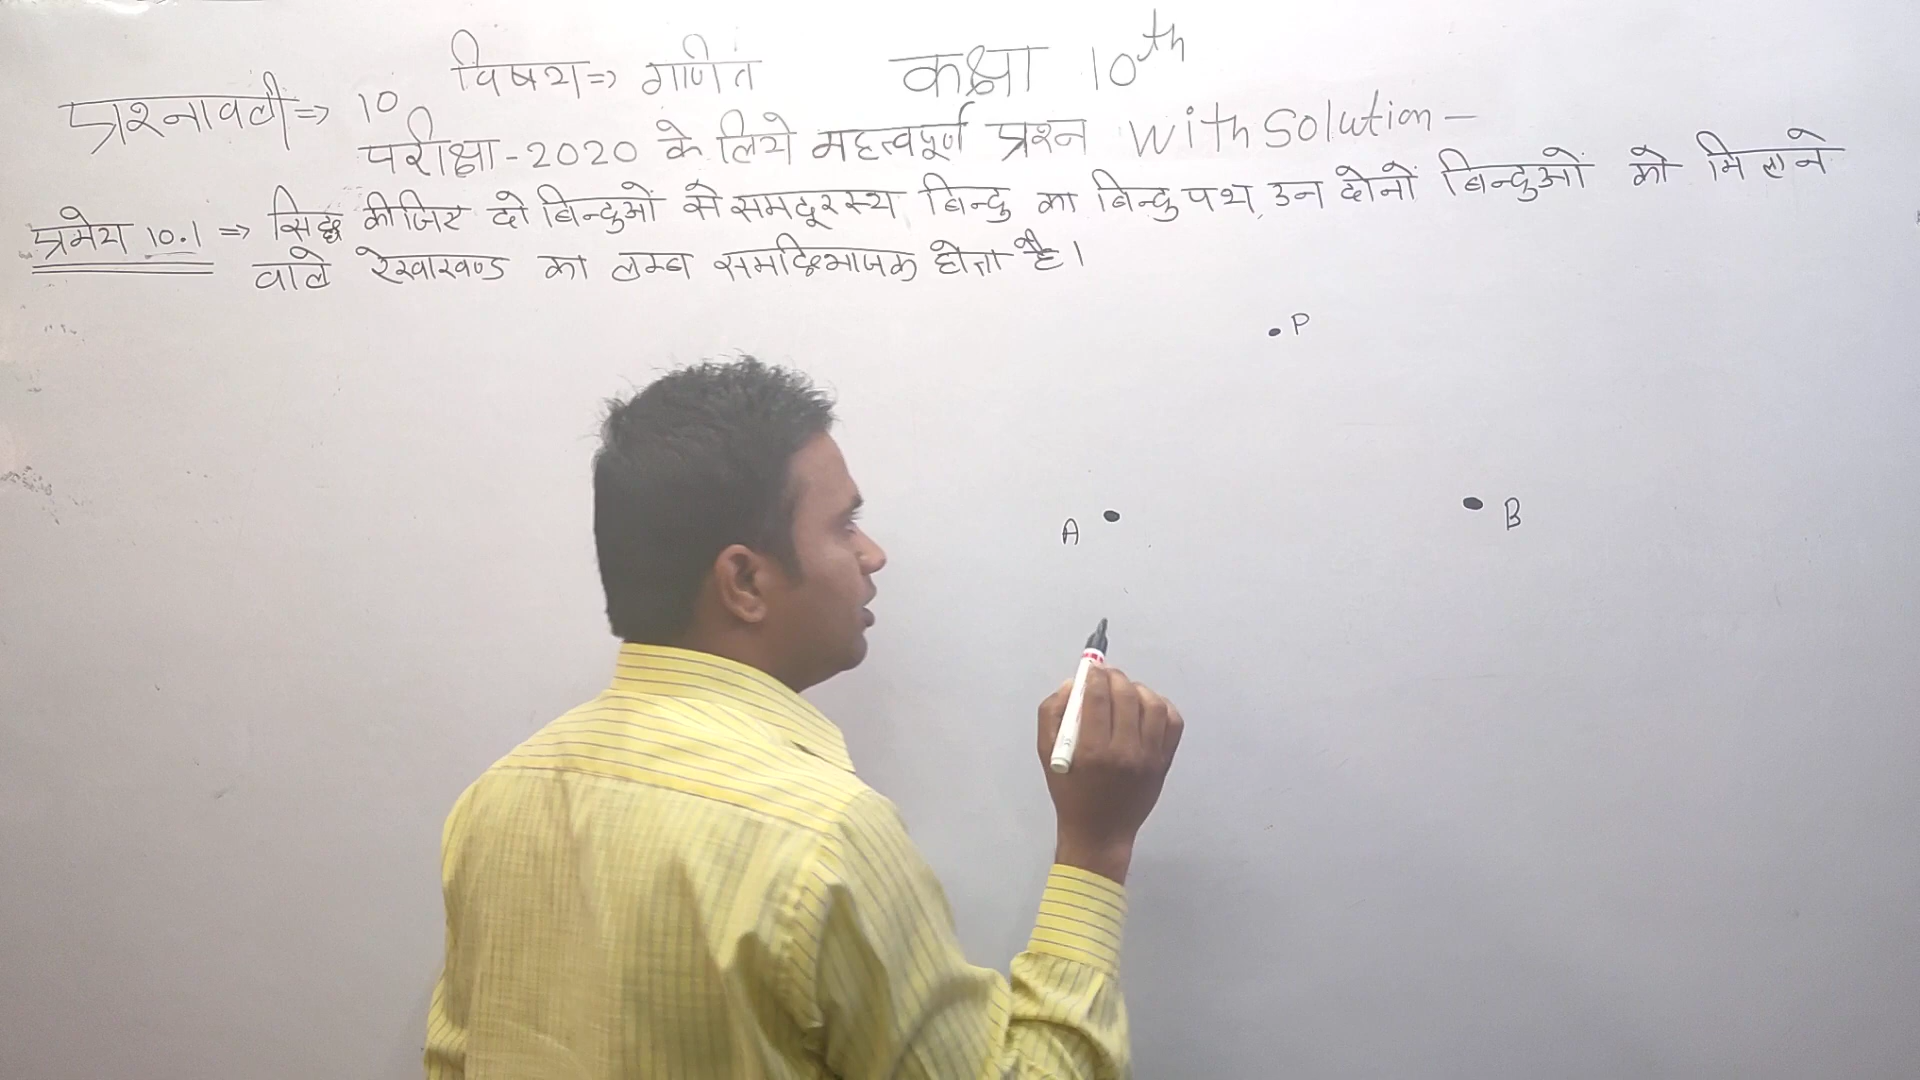 विषय=> गणित कक्षा 10th
प्रश्नावली=> 10
परीक्षा-2020 के लिये महत्वपूर्ण प्रश्न With Solution-
प्रमेय 10.1 => सिद्ध कीजिए दो बिन्दुओं से समदूरस्थ बिन्दु का बिन्दुपथ, उन दोनों बिन्दुओं को मिलाने
वाले रेखाखण्ड का लम्ब समद्विभाजक होता है।
P
A
B